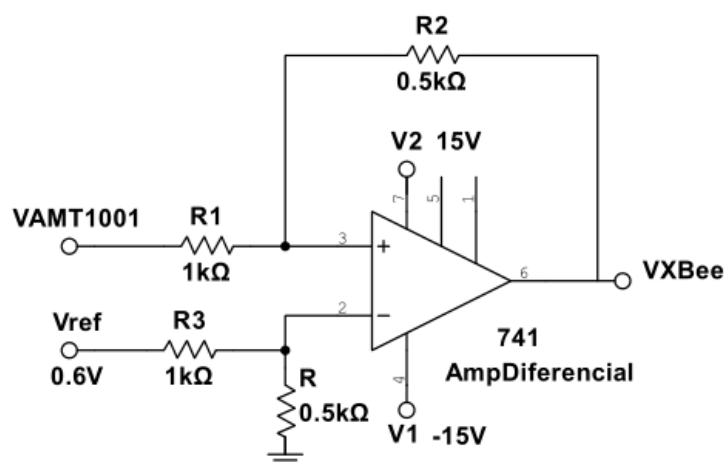 R2
0.5kΩ
V2 15V
7
5
1
VAMT1001
R1
1kΩ
3
+
6
VXBee
Vref
0.6V
R3
1kΩ
2
−
R
0.5kΩ
4
741
AmpDiferencial
V1 -15V